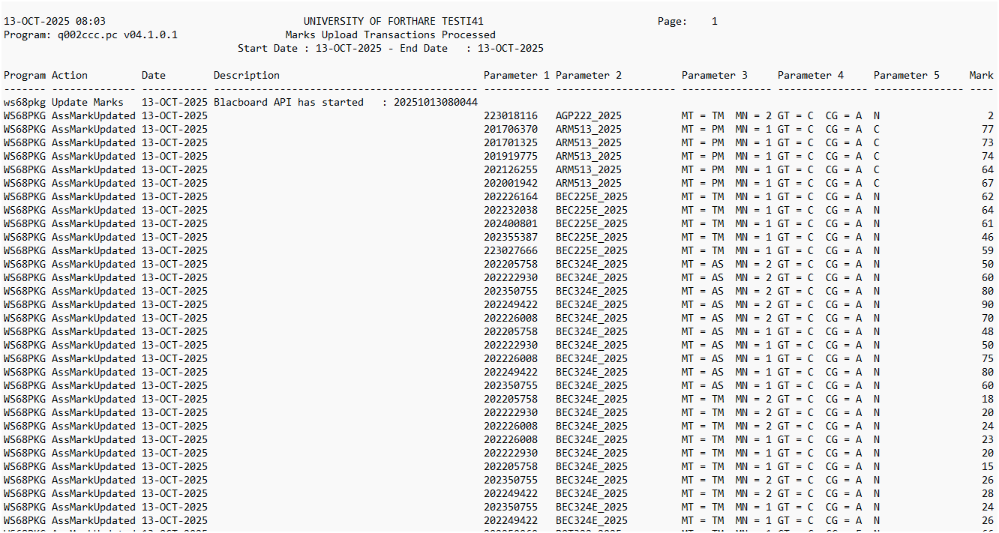 13-OCT-2025 08:03 UNIVERSITY OF FORTHARE TESTI41 Page: 1
Program: q002ccc.pc v04.1.0.1 Marks Upload Transactions Processed
Start Date : 13-OCT-2025 - End Date : 13-OCT-2025
Program Action Date Description Parameter 1 Parameter 2 Parameter 3 Parameter 4 Parameter 5 Mark
------- -------------- ----------- -------------------------------------------- ----------- -------------------- --------------- --------------- --------------- ----
ws68pkg Update Marks 13-OCT-2025 Blacboard API has started : 20251013080044
WS68PKG AssMarkUpdated 13-OCT-2025 223018116 AGP222_2025 MT = TM MN = 2 GT = C CG = A N 2
WS68PKG AssMarkUpdated 13-OCT-2025 201706370 ARM513_2025 MT = PM MN = 1 GT = C CG = A C 77
WS68PKG AssMarkUpdated 13-OCT-2025 201701325 ARM513_2025 MT = PM MN = 1 GT = C CG = A C 73
WS68PKG AssMarkUpdated 13-OCT-2025 201919775 ARM513_2025 MT = PM MN = 1 GT = C CG = A C 74
WS68PKG AssMarkUpdated 13-OCT-2025 202126255 ARM513_2025 MT = PM MN = 1 GT = C CG = A C 64
WS68PKG AssMarkUpdated 13-OCT-2025 202001942 ARM513_2025 MT = PM MN = 1 GT = C CG = A C 67
WS68PKG AssMarkUpdated 13-OCT-2025 202226164 BEC225E_2025 MT = TM MN = 1 GT = C CG = A N 62
WS68PKG AssMarkUpdated 13-OCT-2025 202232038 BEC225E_2025 MT = TM MN = 1 GT = C CG = A N 64
WS68PKG AssMarkUpdated 13-OCT-2025 202400801 BEC225E_2025 MT = TM MN = 1 GT = C CG = A N 61
WS68PKG AssMarkUpdated 13-OCT-2025 202355387 BEC225E_2025 MT = TM MN = 1 GT = C CG = A N 46
WS68PKG AssMarkUpdated 13-OCT-2025 223027666 BEC225E_2025 MT = TM MN = 1 GT = C CG = A N 59
WS68PKG AssMarkUpdated 13-OCT-2025 202205758 BEC324E_2025 MT = AS MN = 2 GT = C CG = A N 50
WS68PKG AssMarkUpdated 13-OCT-2025 202222930 BEC324E_2025 MT = AS MN = 2 GT = C CG = A N 60
WS68PKG AssMarkUpdated 13-OCT-2025 202350755 BEC324E_2025 MT = AS MN = 2 GT = C CG = A N 80
WS68PKG AssMarkUpdated 13-OCT-2025 202249422 BEC324E_2025 MT = AS MN = 2 GT = C CG = A N 90
WS68PKG AssMarkUpdated 13-OCT-2025 202226008 BEC324E_2025 MT = AS MN = 2 GT = C CG = A N 70
WS68PKG AssMarkUpdated 13-OCT-2025 202205758 BEC324E_2025 MT = AS MN = 1 GT = C CG = A N 48
WS68PKG AssMarkUpdated 13-OCT-2025 202222930 BEC324E_2025 MT = AS MN = 1 GT = C CG = A N 50
WS68PKG AssMarkUpdated 13-OCT-2025 202226008 BEC324E_2025 MT = AS MN = 1 GT = C CG = A N 75
WS68PKG AssMarkUpdated 13-OCT-2025 202249422 BEC324E_2025 MT = AS MN = 1 GT = C CG = A N 80
WS68PKG AssMarkUpdated 13-OCT-2025 202350755 BEC324E_2025 MT = AS MN = 1 GT = C CG = A N 60
WS68PKG AssMarkUpdated 13-OCT-2025 202205758 BEC324E_2025 MT = TM MN = 2 GT = C CG = A N 18
WS68PKG AssMarkUpdated 13-OCT-2025 202222930 BEC324E_2025 MT = TM MN = 2 GT = C CG = A N 20
WS68PKG AssMarkUpdated 13-OCT-2025 202226008 BEC324E_2025 MT = TM MN = 2 GT = C CG = A N 24
WS68PKG AssMarkUpdated 13-OCT-2025 202226008 BEC324E_2025 MT = TM MN = 1 GT = C CG = A N 23
WS68PKG AssMarkUpdated 13-OCT-2025 202222930 BEC324E_2025 MT = TM MN = 1 GT = C CG = A N 20
WS68PKG AssMarkUpdated 13-OCT-2025 202205758 BEC324E_2025 MT = TM MN = 1 GT = C CG = A N 15
WS68PKG AssMarkUpdated 13-OCT-2025 202350755 BEC324E_2025 MT = TM MN = 2 GT = C CG = A N 26
WS68PKG AssMarkUpdated 13-OCT-2025 202249422 BEC324E_2025 MT = TM MN = 2 GT = C CG = A N 28
WS68PKG AssMarkUpdated 13-OCT-2025 202350755 BEC324E_2025 MT = TM MN = 1 GT = C CG = A N 24
WS68PKG AssMarkUpdated 13-OCT-2025 202249422 BEC324E_2025 MT = TM MN = 1 GT = C CG = A N 26